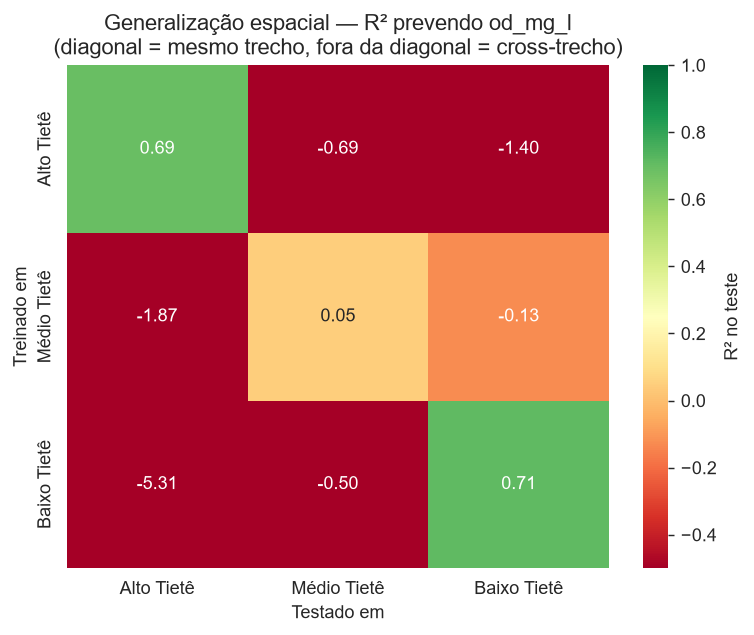 Generalização espacial — R² prevendo od_mg_l
(diagonal = mesmo trecho, fora da diagonal = cross-trecho)
Treinado em
Alto Tietê
0.69
-0.69
-1.40
Médio Tietê
-1.87
0.05
-0.13
Baixo Tietê
-5.31
-0.50
0.71
Alto Tietê
Médio Tietê
Baixo Tietê
Testado em
1.0
0.8
0.6
0.4
0.2
0.0
−0.2
−0.4
R² no teste